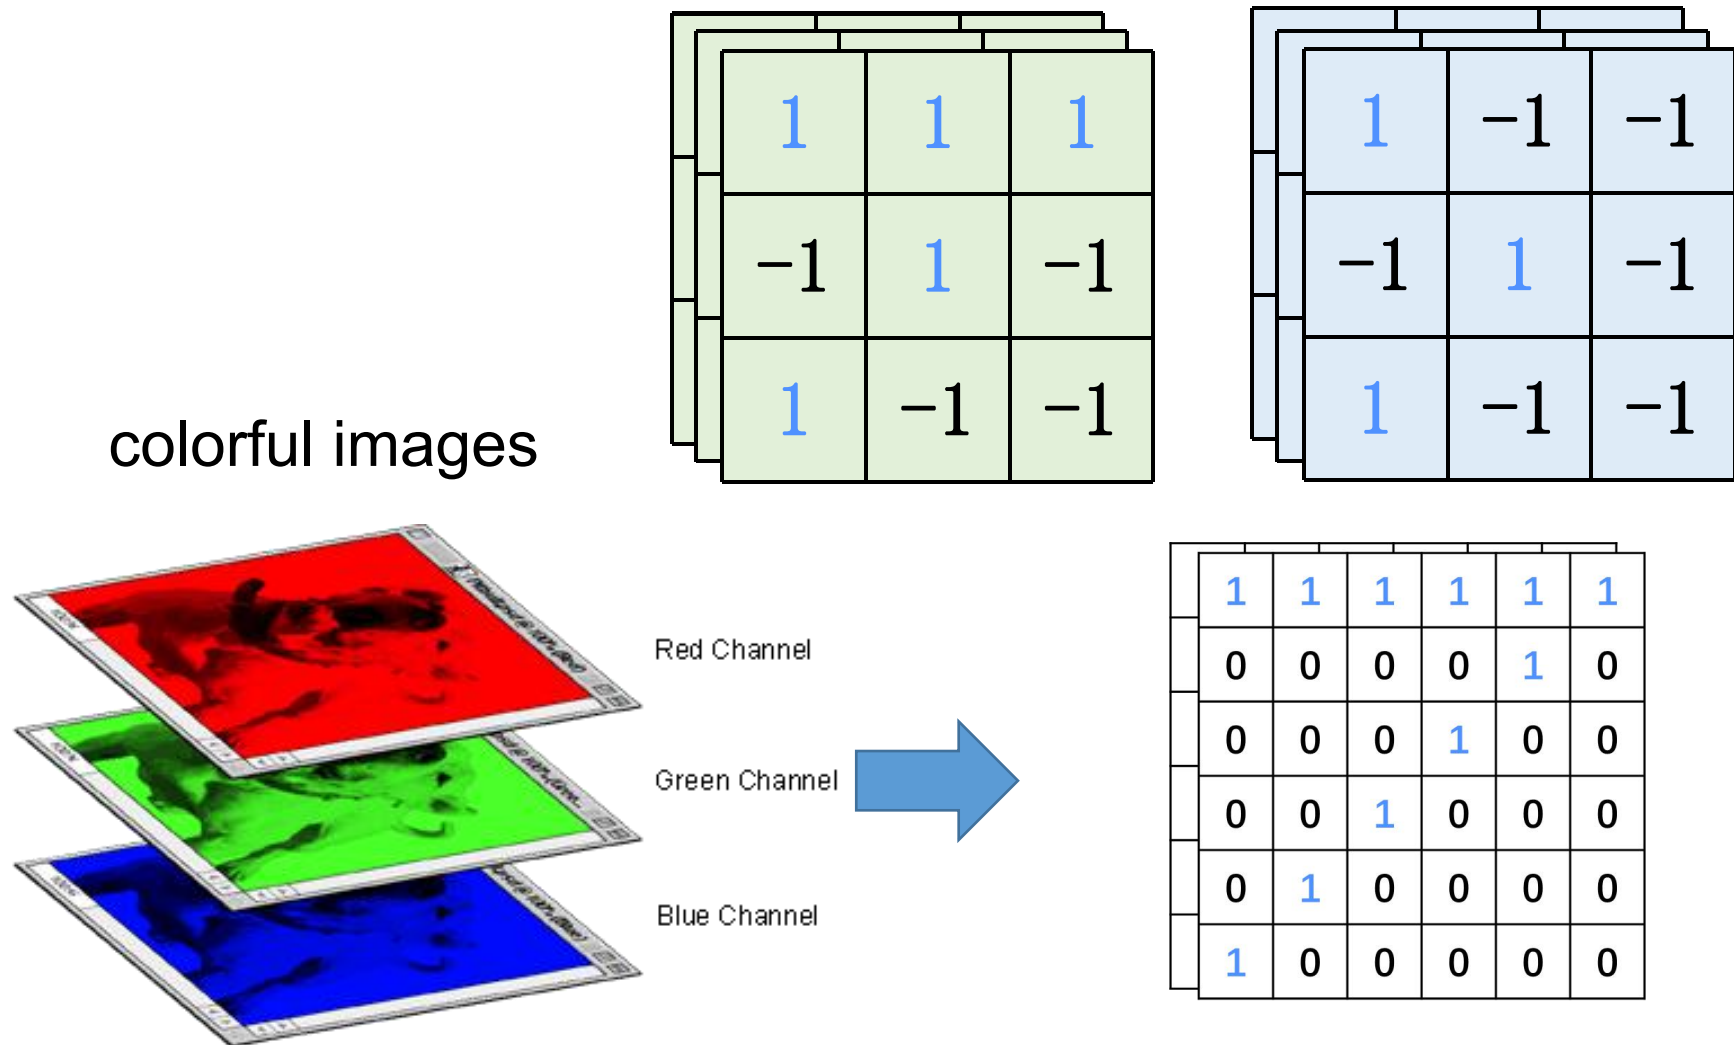 1 1 1
-1 1 -1
1 -1 -1
1 -1 -1
-1 1 -1
1 -1 -1
colorful images
Red Channel
Green Channel
Blue Channel
1 1 1 1 1 1
0 0 0 0 1 0
0 0 0 1 0 0
0 0 1 0 0 0
0 1 0 0 0 0
1 0 0 0 0 0